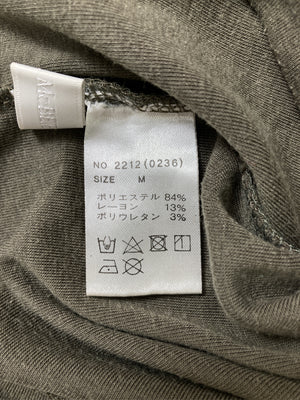 NO 2212(0236)
SIZE M
ポリエステル 84%
レーヨン 13%
ポリウレタン 3%